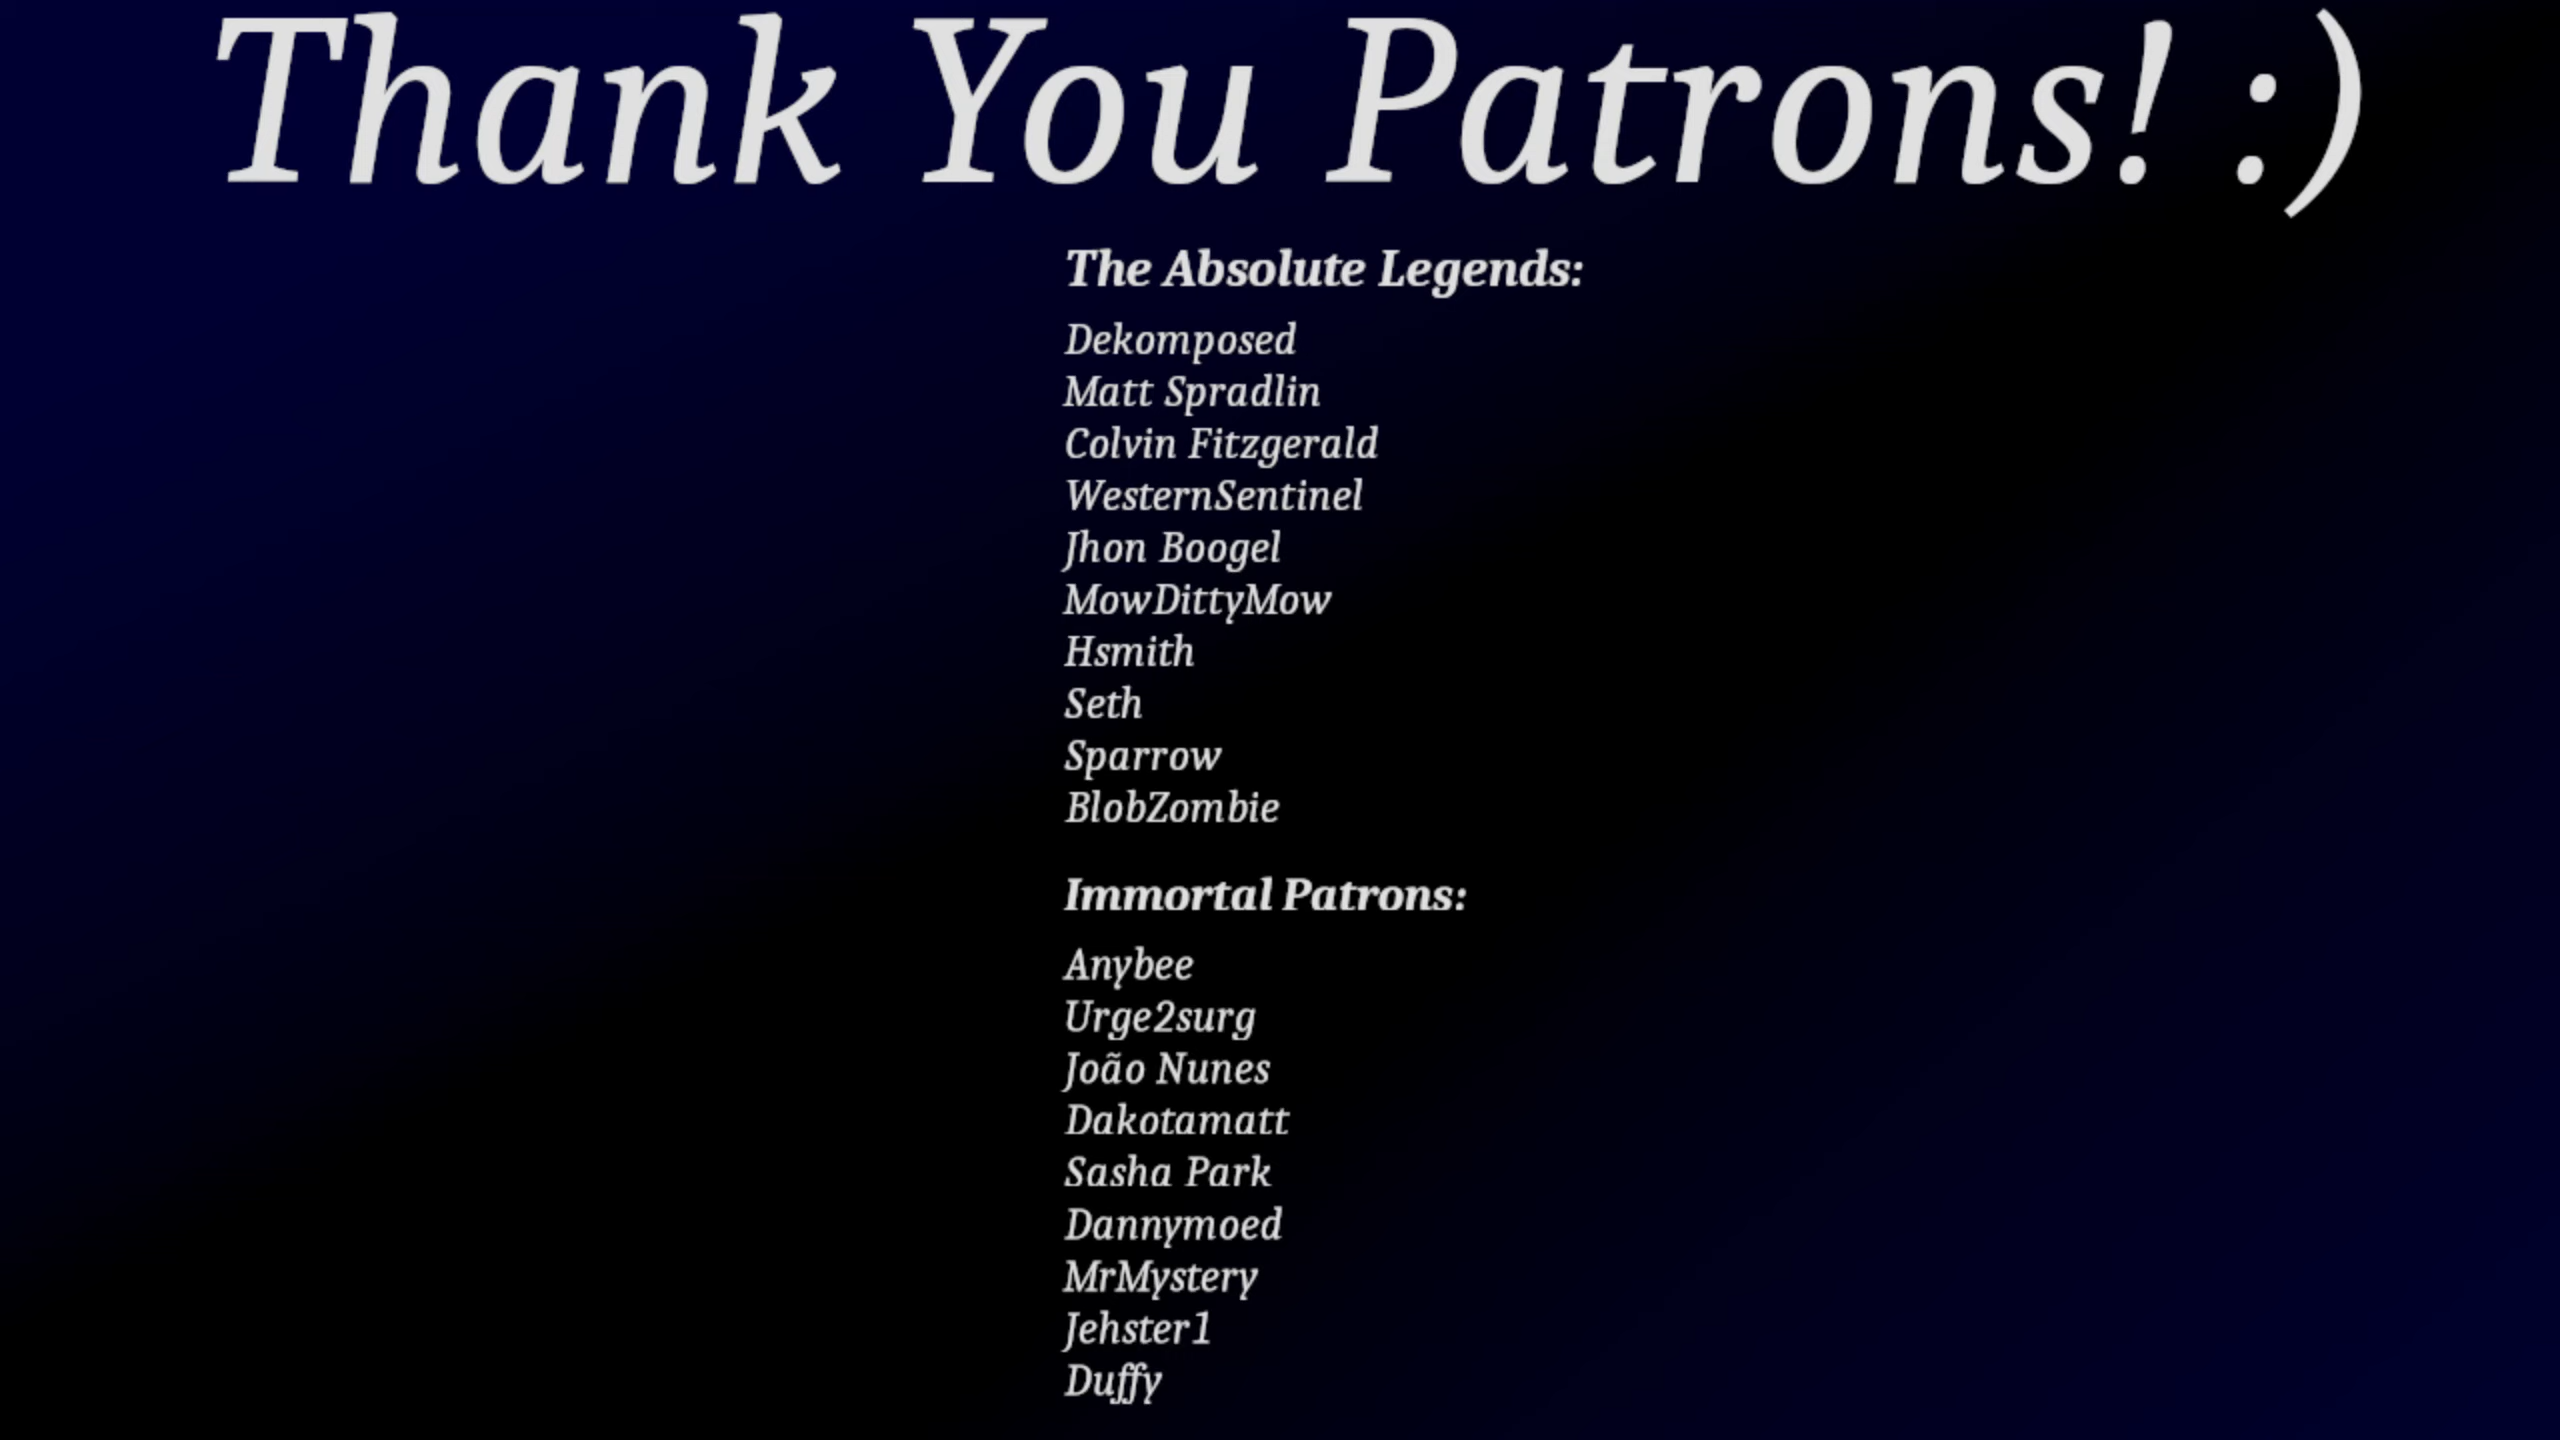 Thank You Patrons! :)
The Absolute Legends:
Dekomposed
Matt Spradlin
Colvin Fitzgerald
WesternSentinel
Jhon Boogel
MowDittyMow
Hsmith
Seth
Sparrow
BlobZombie
Immortal Patrons:
Anybee
Urge2surg
João Nunes
Dakotamatt
Sasha Park
Dannymoed
MrMystery
Jehster1
Duffy